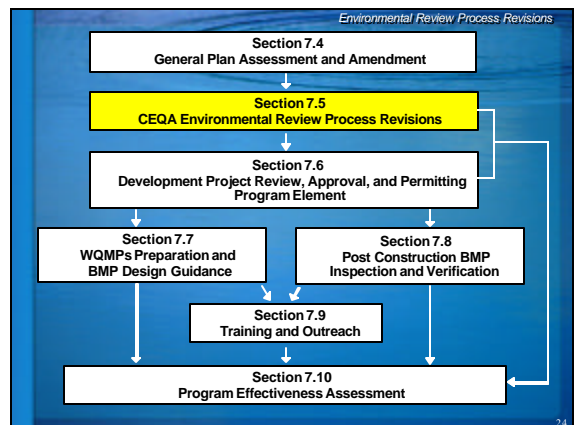 Environmental Review Process Revisions
Section 7.4
General Plan Assessment and Amendment
Section 7.5
CEQA Environmental Review Process Revisions
Section 7.6
Development Project Review, Approval, and Permitting
Program Element
Section 7.7
WQMPs Preparation and
BMP Design Guidance
Section 7.8
Post Construction BMP
Inspection and Verification
Section 7.9
Training and Outreach
Section 7.10
Program Effectiveness Assessment
24